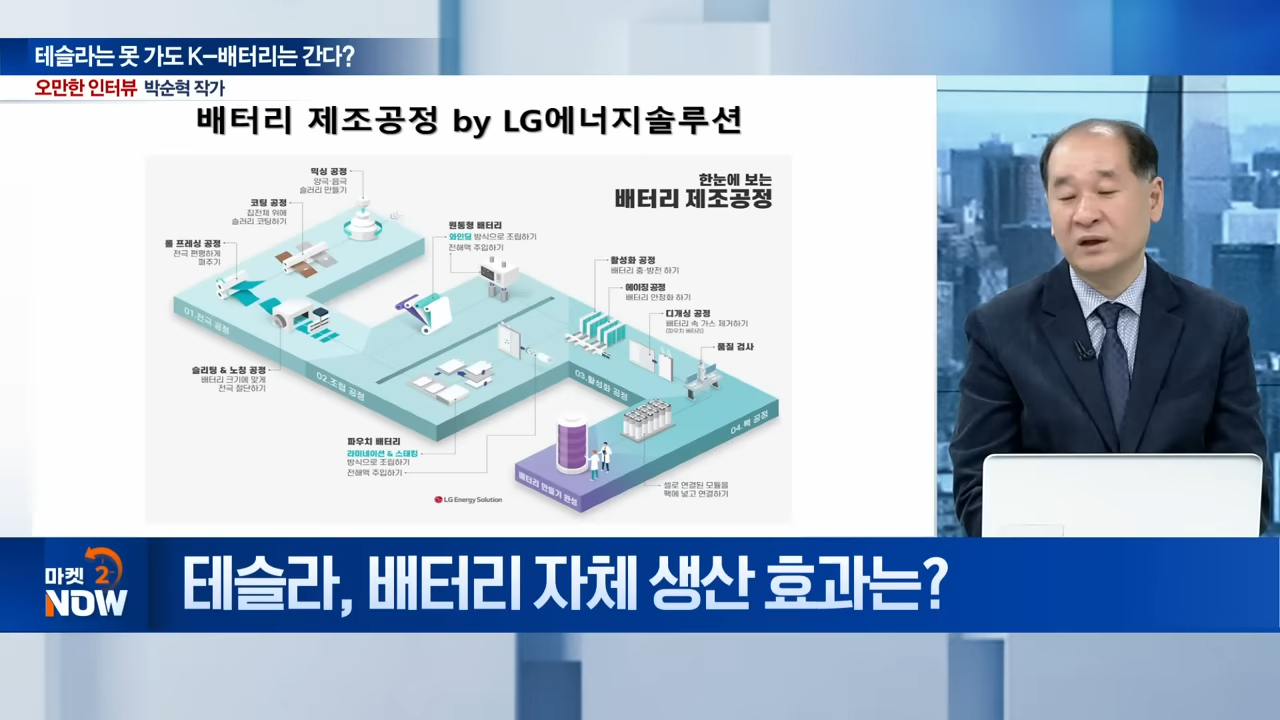 테슬라는 못 가도 K-배터리는 간다?
오만한 인터뷰 박순혁 작가
배터리 제조공정 by LG에너지솔루션
한눈에 보는
배터리 제조공정
믹싱 공정
양극·음극
슬러리 만들기
코팅 공정
집전체 위에
슬러리 코팅하기
롤 프레싱 공정
전극 편평하게
펴주기
슬리팅 & 노칭 공정
배터리 크기에 맞게
전극 절단하기
01.전극 공정
원통형 배터리
와인딩 방식으로 조립하기
전해액 주입하기
02.조립 공정
파우치 배터리
라미네이션 & 스태킹
방식으로 조립하기
전해액 주입하기
활성화 공정
배터리 충·방전 하기
에이징 공정
배터리 안정화 하기
디개싱 공정
배터리 속 가스 제거하기
(파우치 배터리)
품질 검사
03.활성화 공정
04.팩 공정
셀로 연결된 모듈을
팩에 넣고 연결하기
배터리 만들기 완성
LG Energy Solution
마켓 2
NOW
테슬라, 배터리 자체 생산 효과는?